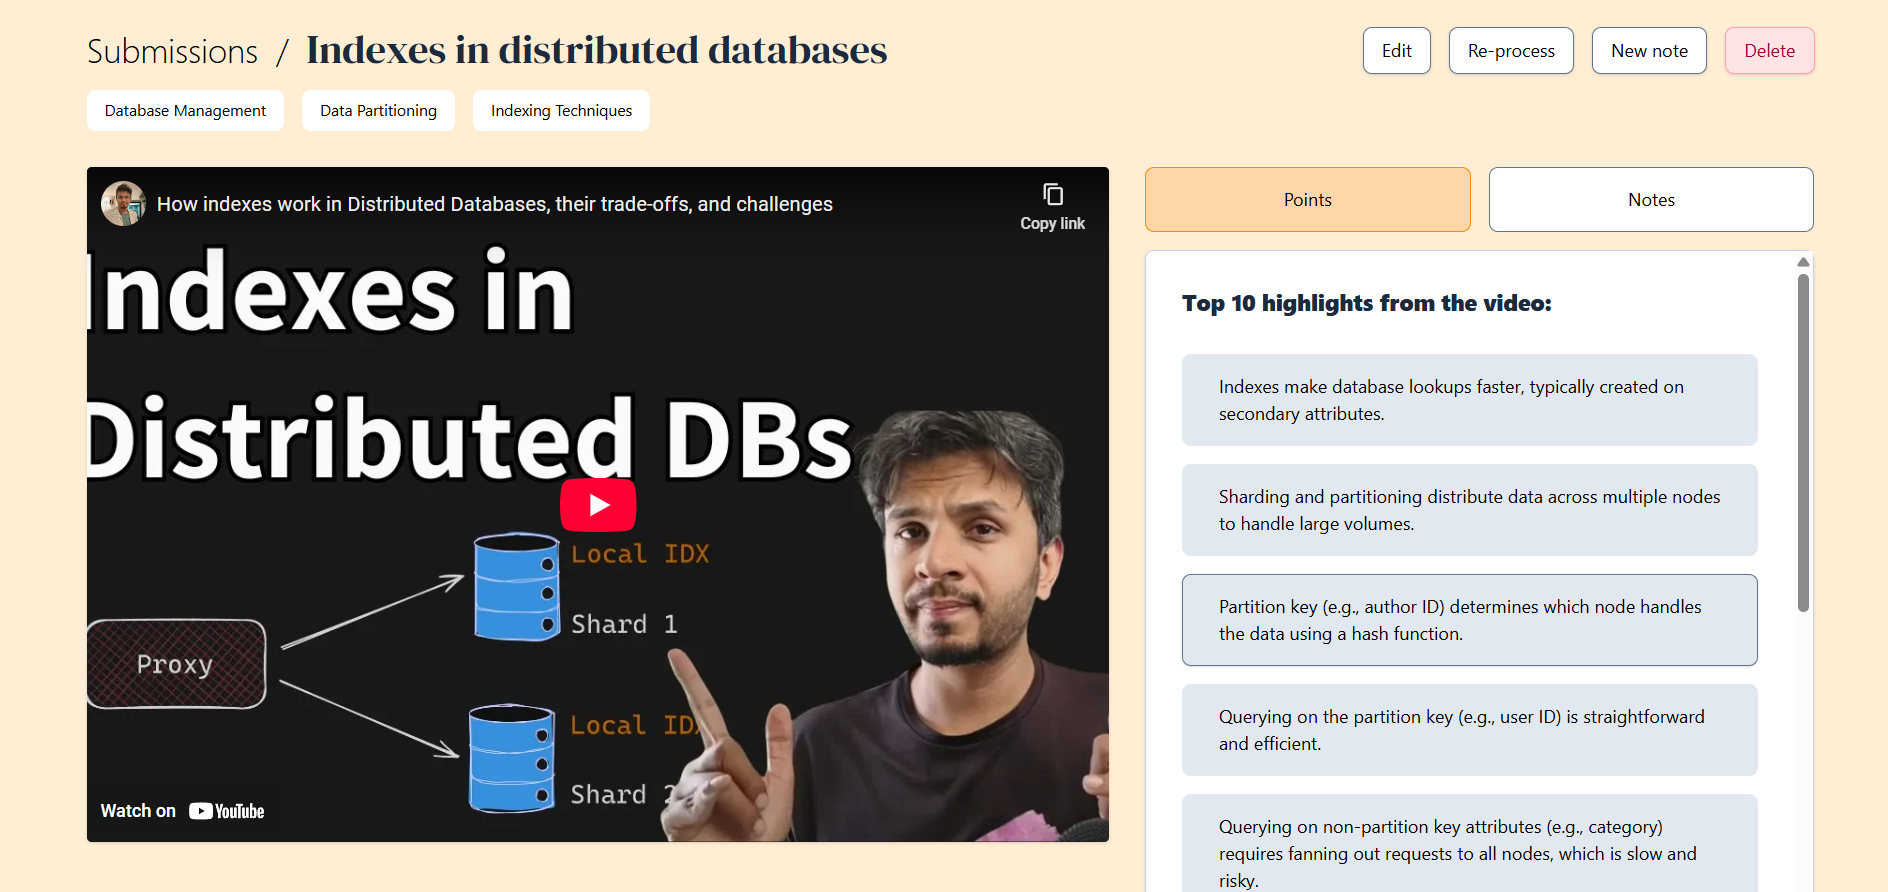 Submissions / Indexes in distributed databases
Edit
Re-process
New note
Delete
Database Management
Data Partitioning
Indexing Techniques
How indexes work in Distributed Databases, their trade-offs, and challenges
Copy link
Indexes in
Distributed DBs
Local IDX
Shard 1
Proxy
Local IDX
Shard 2
Watch on YouTube
Points
Notes
Top 10 highlights from the video:
Indexes make database lookups faster, typically created on
secondary attributes.
Sharding and partitioning distribute data across multiple nodes
to handle large volumes.
Partition key (e.g., author ID) determines which node handles
the data using a hash function.
Querying on the partition key (e.g., user ID) is straightforward
and efficient.
Querying on non-partition key attributes (e.g., category)
requires fanning out requests to all nodes, which is slow and
risky.